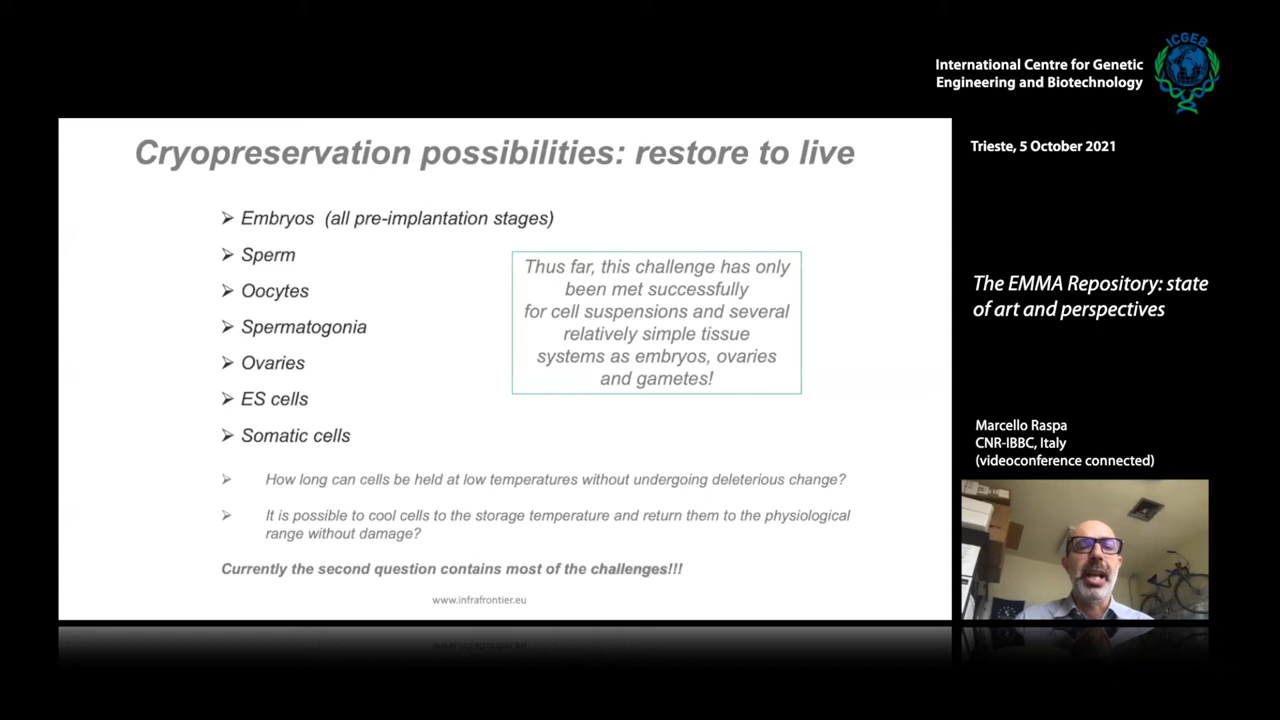 ICGEB
International Centre for Genetic
Engineering and Biotechnology
Cryopreservation possibilities: restore to live
Trieste, 5 October 2021
Embryos (all pre-implantation stages)
Sperm
Oocytes
Spermatogonia
Ovaries
ES cells
Somatic cells
Thus far, this challenge has only
been met successfully
for cell suspensions and several
relatively simple tissue
systems as embryos, ovaries
and gametes!
How long can cells be held at low temperatures without undergoing deleterious change?
It is possible to cool cells to the storage temperature and return them to the physiological
range without damage?
Currently the second question contains most of the challenges!!!
www.infrafrontier.eu
The EMMA Repository: state
of art and perspectives
Marcello Raspa
CNR-IBBC, Italy
(videoconference connected)